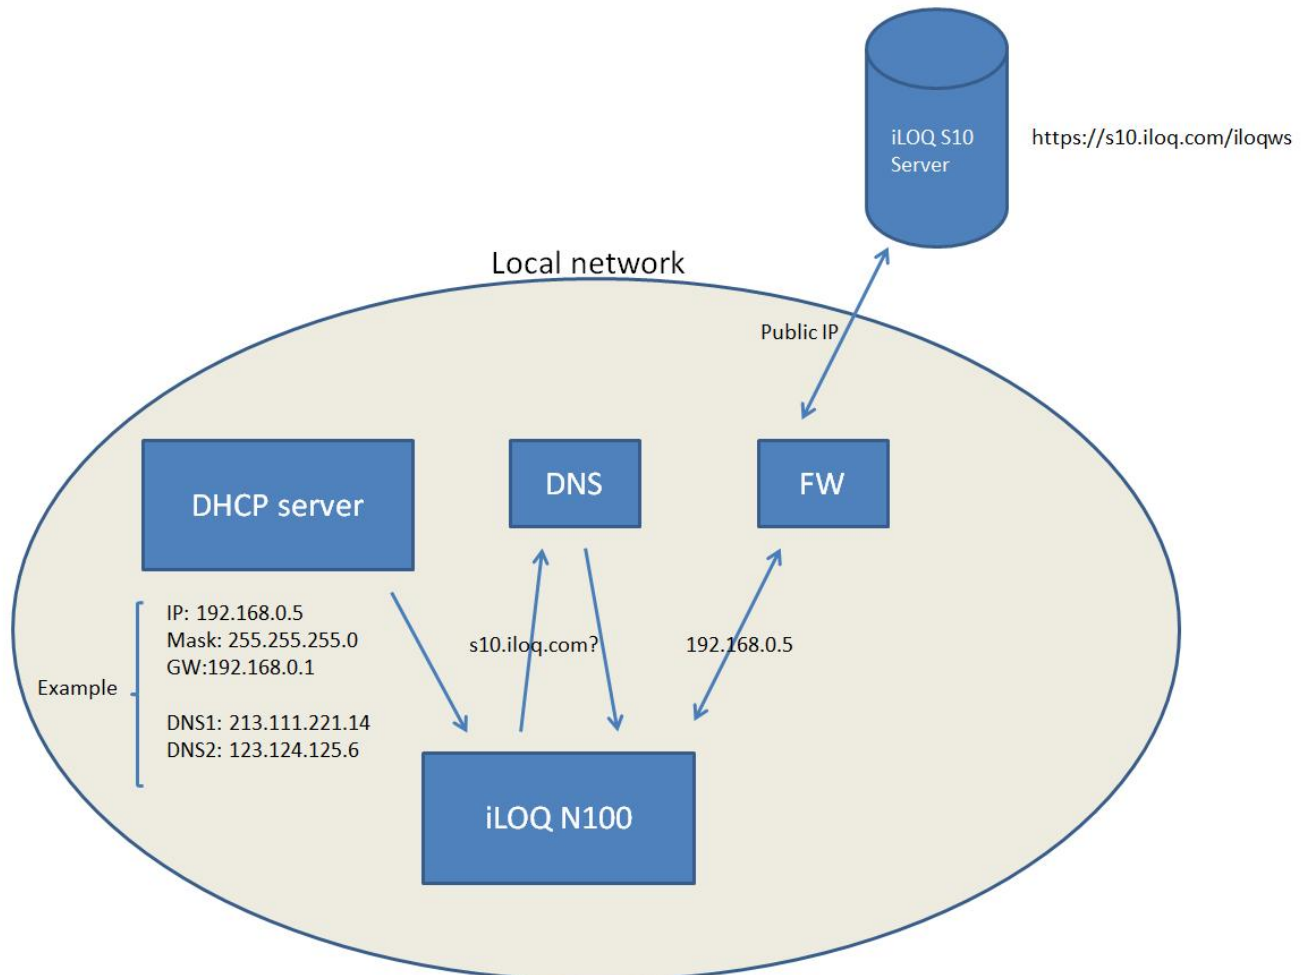 iLOQ S10
Server
https://s10.iloq.com/iloqws
Local network
Public IP
DHCP server
DNS
FW
Example
IP: 192.168.0.5
Mask: 255.255.255.0
GW:192.168.0.1
DNS1: 213.111.221.14
DNS2: 123.124.125.6
s10.iloq.com?
192.168.0.5
iLOQ N100